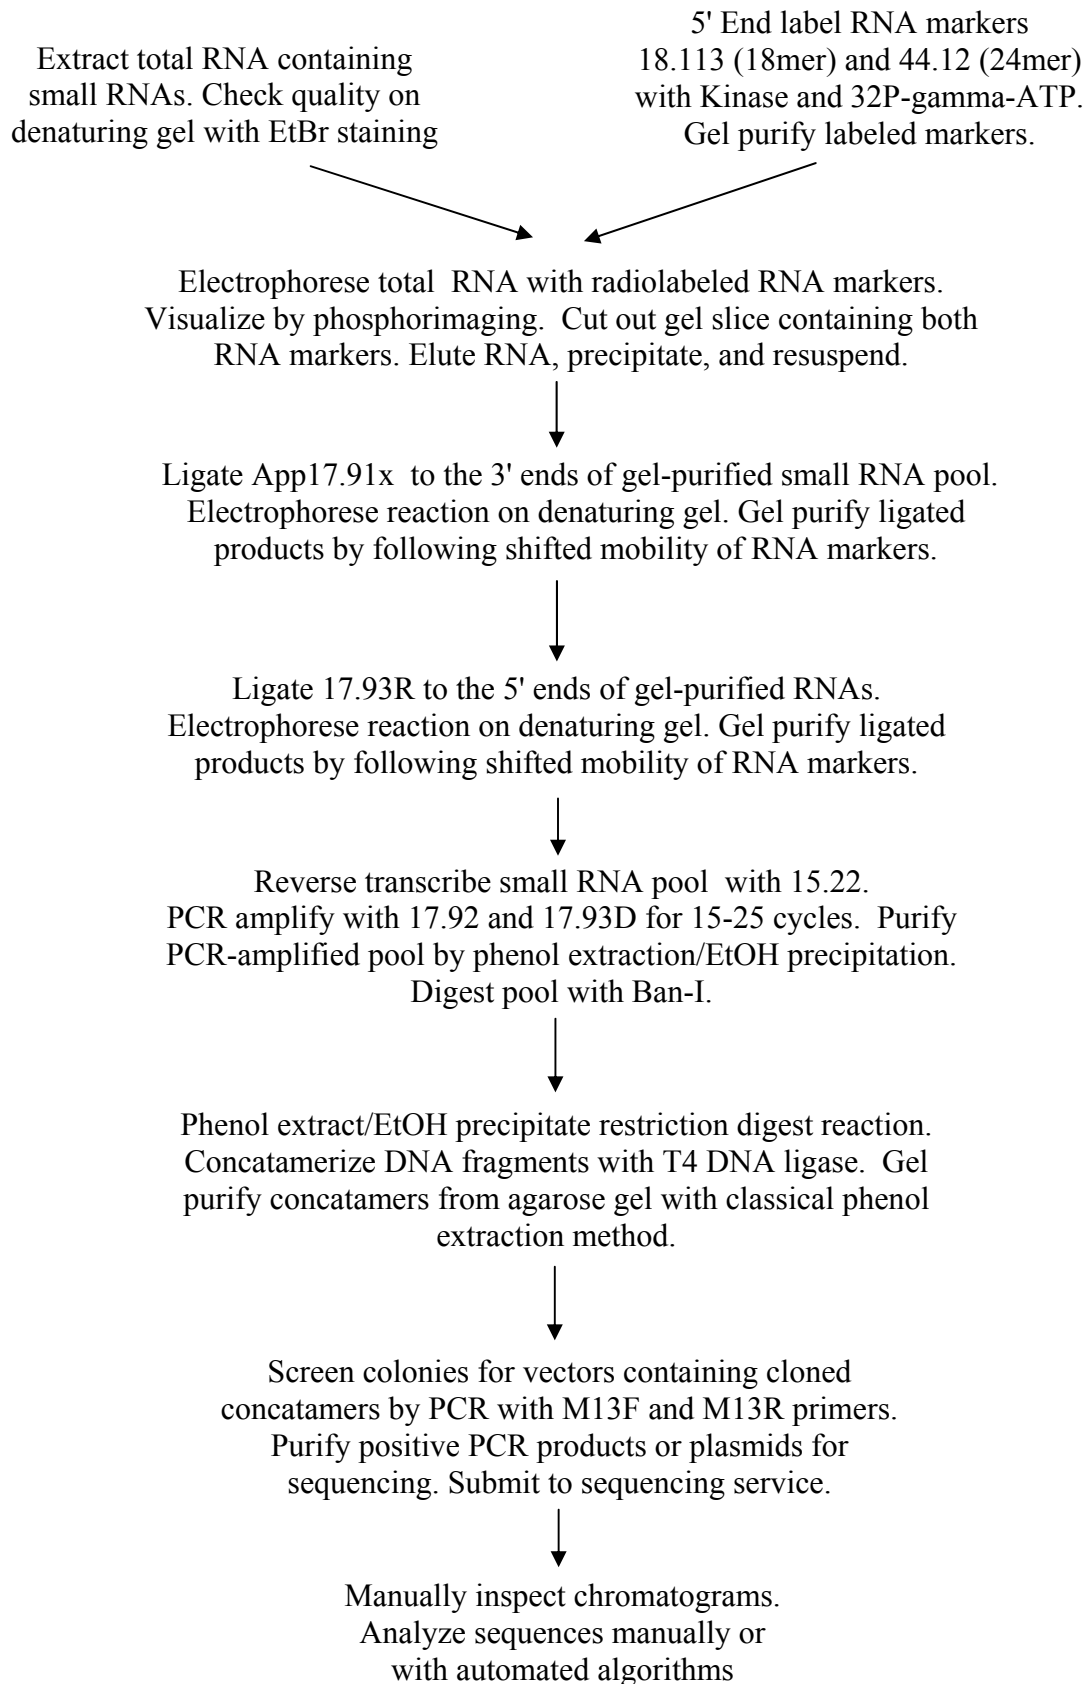 Extract total RNA containing
small RNAs. Check quality on
denaturing gel with EtBr staining
5' End label RNA markers
18.113 (18mer) and 44.12 (24mer)
with Kinase and 32P-gamma-ATP.
Gel purify labeled markers.
Electrophorese total RNA with radiolabeled RNA markers.
Visualize by phosphorimaging. Cut out gel slice containing both
RNA markers. Elute RNA, precipitate, and resuspend.
Ligate App17.91x to the 3' ends of gel-purified small RNA pool.
Electrophorese reaction on denaturing gel. Gel purify ligated
products by following shifted mobility of RNA markers.
Ligate 17.93R to the 5' ends of gel-purified RNAs.
Electrophorese reaction on denaturing gel. Gel purify ligated
products by following shifted mobility of RNA markers.
Reverse transcribe small RNA pool with 15.22.
PCR amplify with 17.92 and 17.93D for 15-25 cycles. Purify
PCR-amplified pool by phenol extraction/EtOH precipitation.
Digest pool with Ban-I.
Phenol extract/EtOH precipitate restriction digest reaction.
Concatamerize DNA fragments with T4 DNA ligase. Gel
purify concatamers from agarose gel with classical phenol
extraction method.
Screen colonies for vectors containing cloned
concatamers by PCR with M13F and M13R primers.
Purify positive PCR products or plasmids for
sequencing. Submit to sequencing service.
Manually inspect chromatograms.
Analyze sequences manually or
with automated algorithms